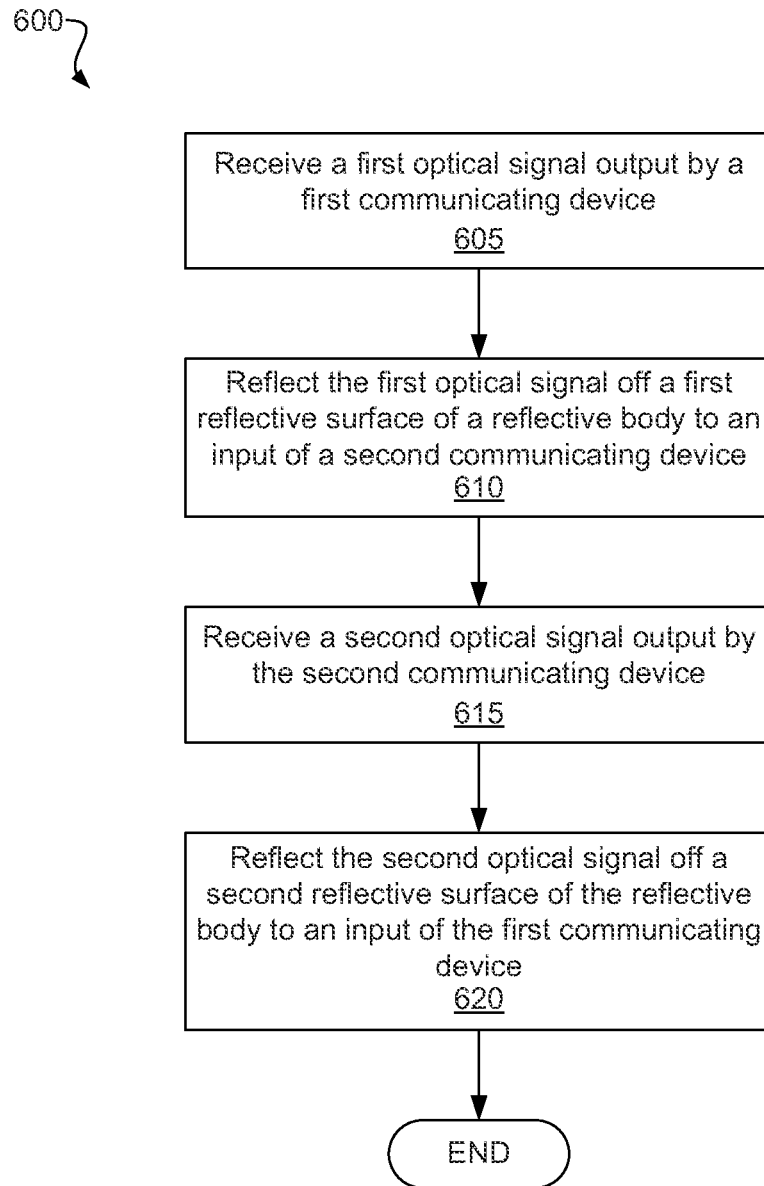 600
Receive a first optical signal output by a
first communicating device
605
Reflect the first optical signal off a first
reflective surface of a reflective body to an
input of a second communicating device
610
Receive a second optical signal output by
the second communicating device
615
Reflect the second optical signal off a
second reflective surface of the reflective
body to an input of the first communicating
device
620
END